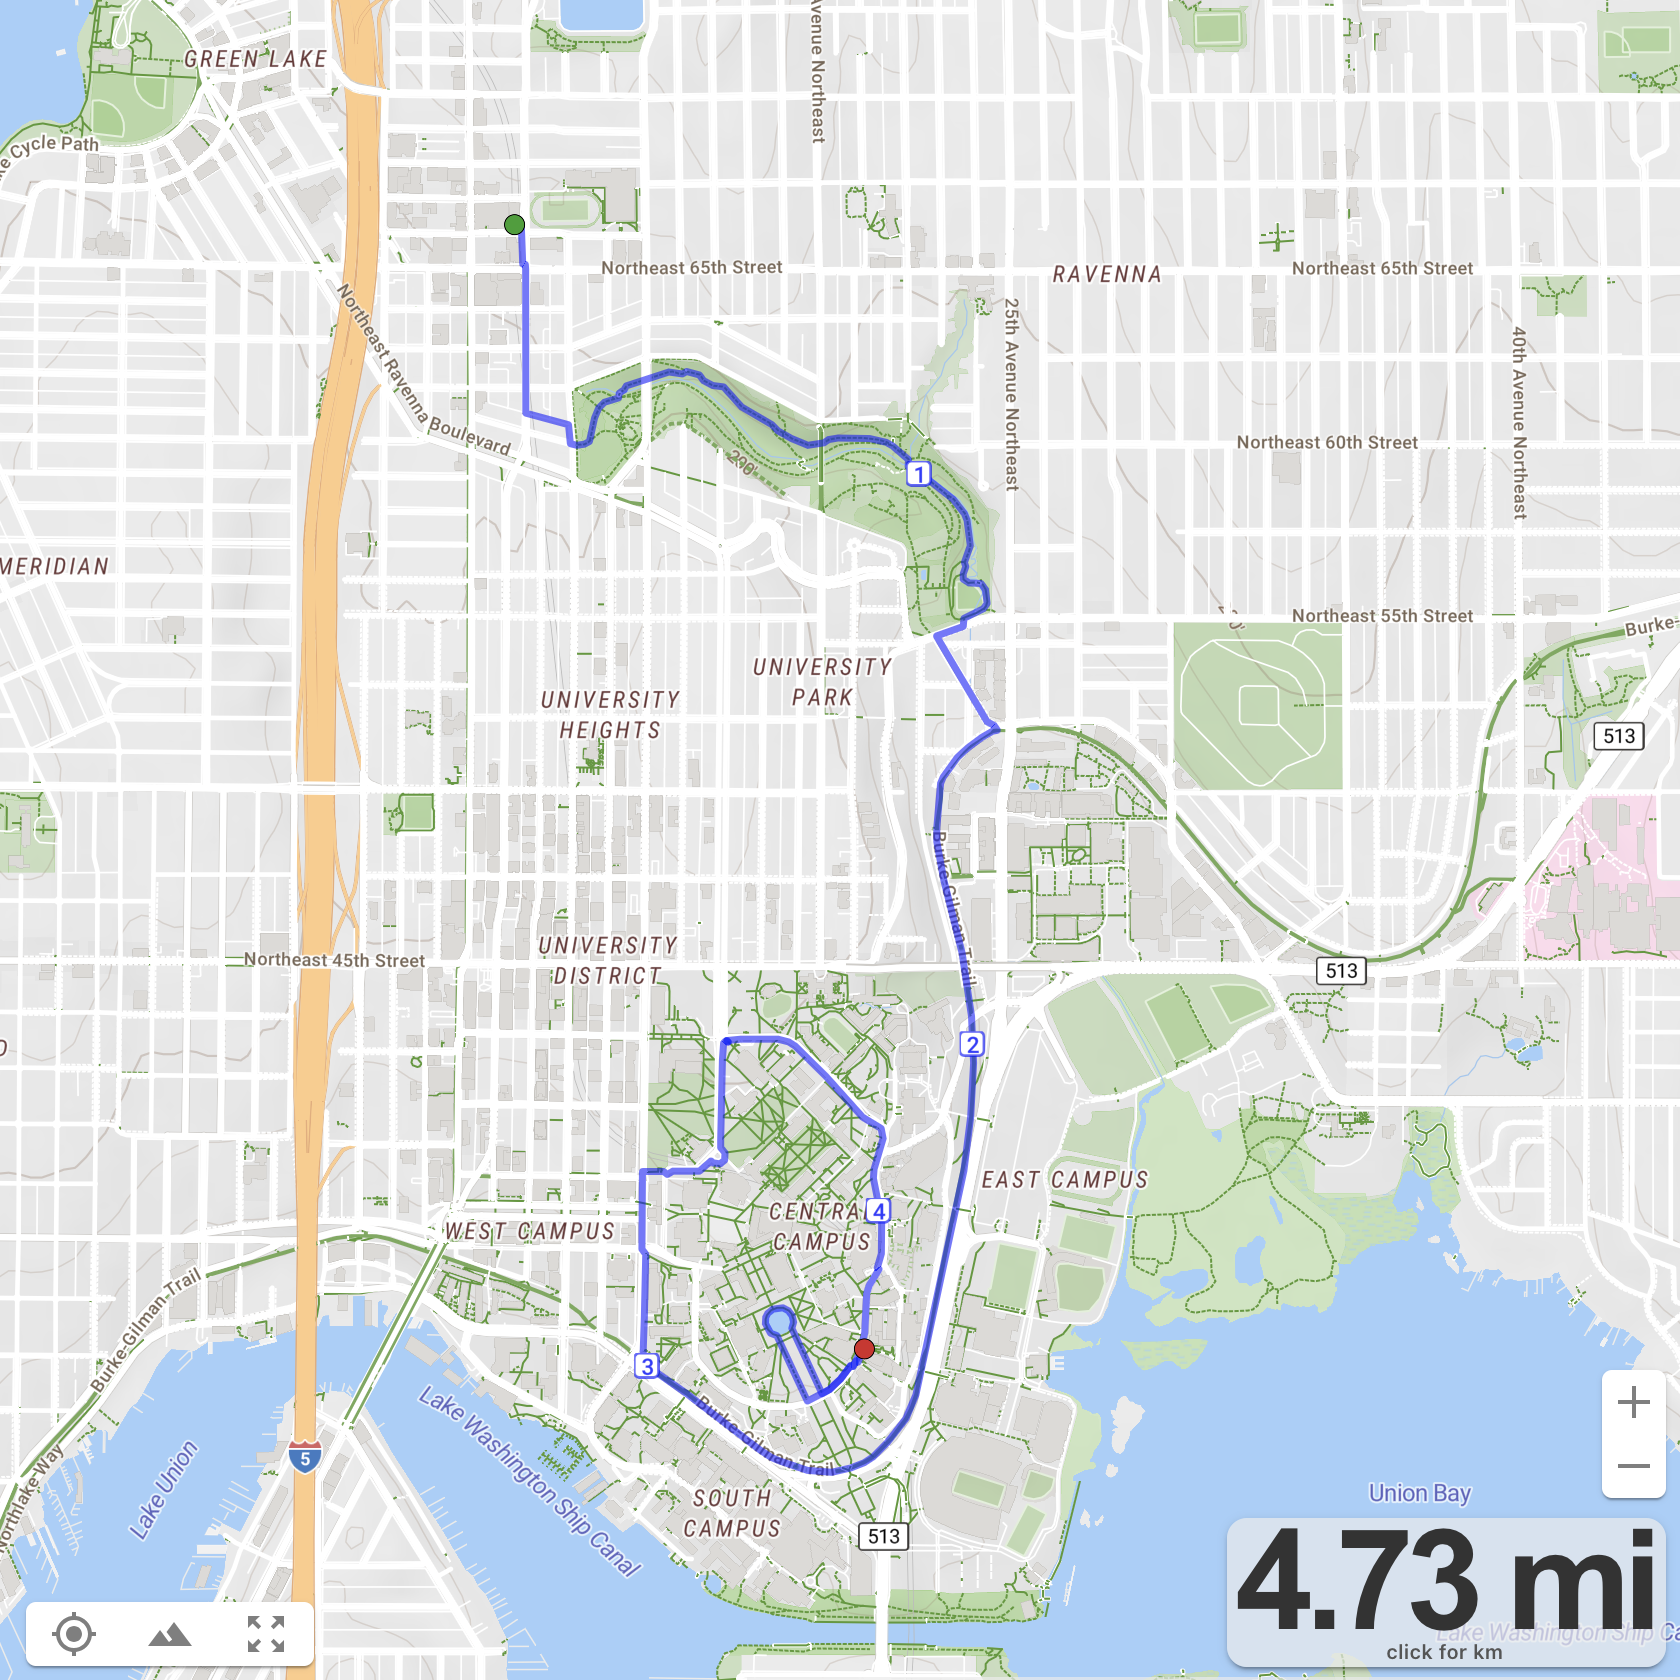 GREEN LAKE
Avenue Northeast
Cycle Path
Northeast 65th Street
RAVENNA
Northeast 65th Street
Northeast Ravenna Boulevard
25th Avenue Northeast
40th Avenue Northeast
Northeast 60th Street
200'
1
MERIDIAN
Northeast 55th Street
Burke-
UNIVERSITY
PARK
UNIVERSITY
HEIGHTS
513
Burke-Gilman Trail
UNIVERSITY
DISTRICT
Northeast 45th Street
513
2
EAST CAMPUS
CENTRAL
CAMPUS
4
WEST CAMPUS
Burke-Gilman Trail
3
Burke-Gilman Trail
Lake Washington Ship Canal
Lake Union
Northlake Way
5
SOUTH
CAMPUS
513
Union Bay
+
−
4.73 mi
Lake Washington Ship Ca
click for km